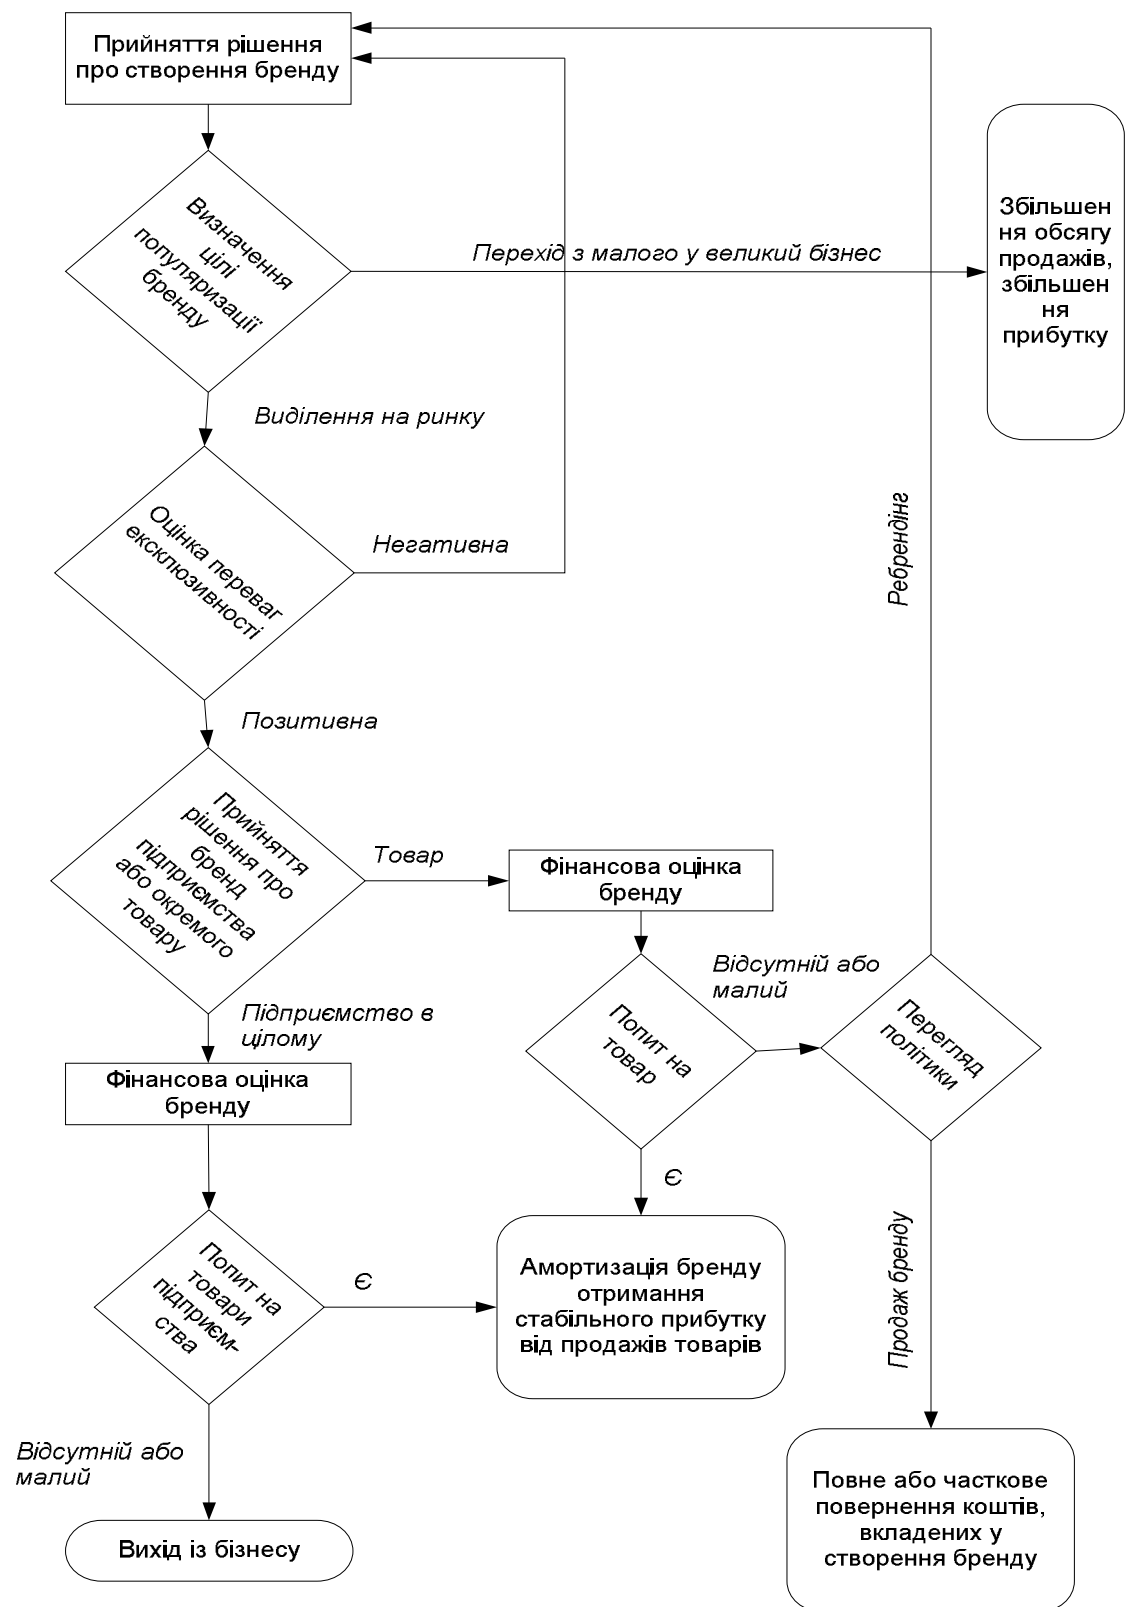 Прийняття рішення
про створення бренду
Визначення
цілі
популяризації
бренду
Перехід з малого у великий бізнес
Збільшен
ня обсягу
продажів,
збільшен
ня
прибутку
Виділення на ринку
Оцінка переваг
ексклюзивності
Негативна
Ребрендінг
Позитивна
Прийняття
рішення про
бренд
підприємства
або окремого
товару
Товар
Фінансова оцінка
бренду
Відсутній або
малий
Попит на
товар
Перегляд
політики
Підприємство в
цілому
Фінансова оцінка
бренду
Є
Продаж бренду
Попит на
товари
підприєм-
ства
Є
Амортизація бренду
отримання
стабільного прибутку
від продажів товарів
Відсутній або
малий
Вихід із бізнесу
Повне або часткове
повернення коштів,
вкладених у
створення бренду